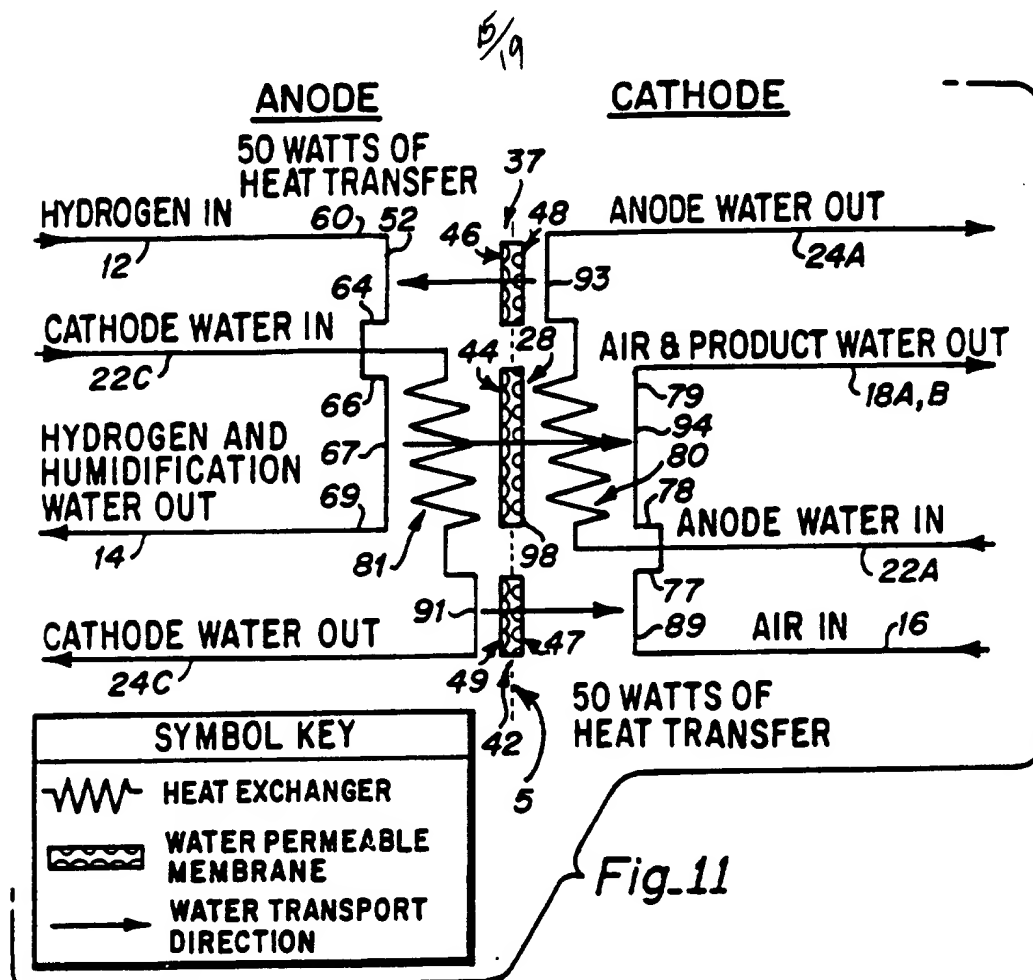 5/19
ANODE
CATHODE
50 WATTS OF
HEAT TRANSFER
37
HYDROGEN IN
60
52
46
48
ANODE WATER OUT
12
24A
64
93
CATHODE WATER IN
22C
44
28
AIR & PRODUCT WATER OUT
18A,B
66
79
HYDROGEN AND
HUMIDIFICATION
WATER OUT
67
94
80
69
78
14
81
98
ANODE WATER IN
22A
77
91
89
CATHODE WATER OUT
AIR IN
16
24C
49
47
42
50 WATTS OF
HEAT TRANSFER
5
SYMBOL KEY
HEAT EXCHANGER
WATER PERMEABLE
MEMBRANE
WATER TRANSPORT
DIRECTION
Fig_11